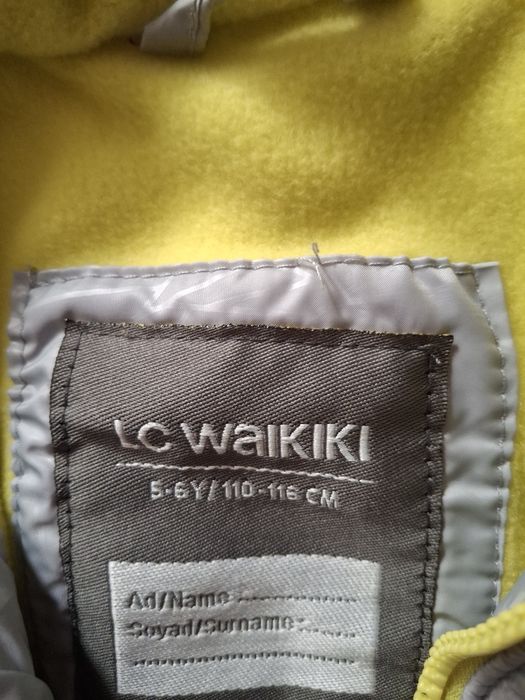 LC WAIKIKI
5-6Y/110-116 CM
Ad/Name:............
Soyad/Surname:........
........................